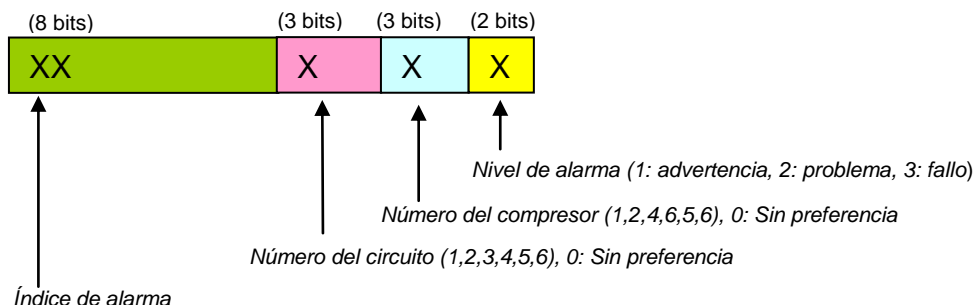 (8 bits) (3 bits) (3 bits) (2 bits)
XX X X X
Nivel de alarma (1: advertencia, 2: problema, 3: fallo)
Número del compresor (1,2,4,6,5,6), 0: Sin preferencia
Número del circuito (1,2,3,4,5,6), 0: Sin preferencia
Índice de alarma